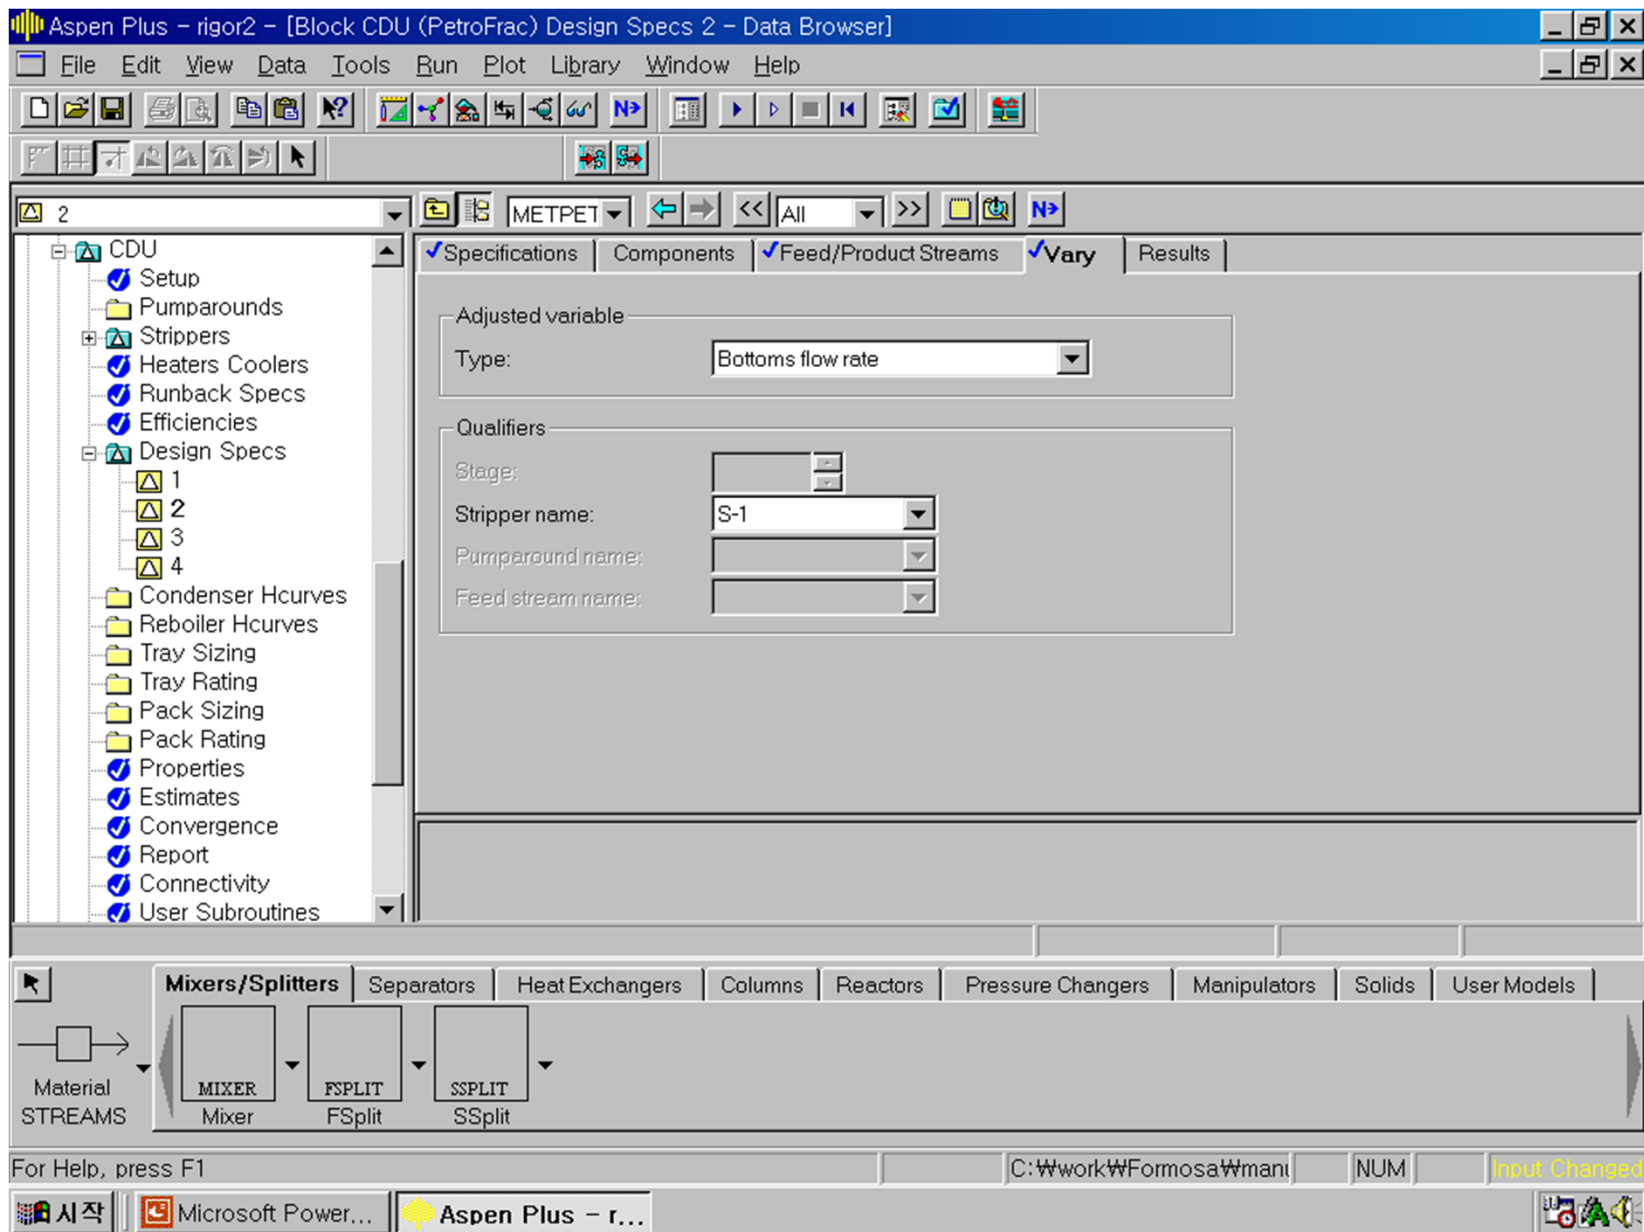 Aspen Plus - rigor2 - [Block CDU (PetroFrac) Design Specs 2 - Data Browser]
File Edit View Data Tools Run Plot Library Window Help
N>
2 METPET << All >> N>
CDU
Setup
Pumparounds
Strippers
Heaters Coolers
Runback Specs
Efficiencies
Design Specs
1
2
3
4
Condenser Hcurves
Reboiler Hcurves
Tray Sizing
Tray Rating
Pack Sizing
Pack Rating
Properties
Estimates
Convergence
Report
Connectivity
User Subroutines
Specifications Components Feed/Product Streams Vary Results
Adjusted variable
Type: Bottoms flow rate
Qualifiers
Stage:
Stripper name: S-1
Pumparound name:
Feed stream name:
Mixers/Splitters Separators Heat Exchangers Columns Reactors Pressure Changers Manipulators Solids User Models
Material
STREAMS
MIXER FSPLIT SSPLIT
Mixer FSplit SSplit
For Help, press F1 C:₩work₩Formosa₩manu NUM Input Changed
시작 Microsoft Power... Aspen Plus - r...